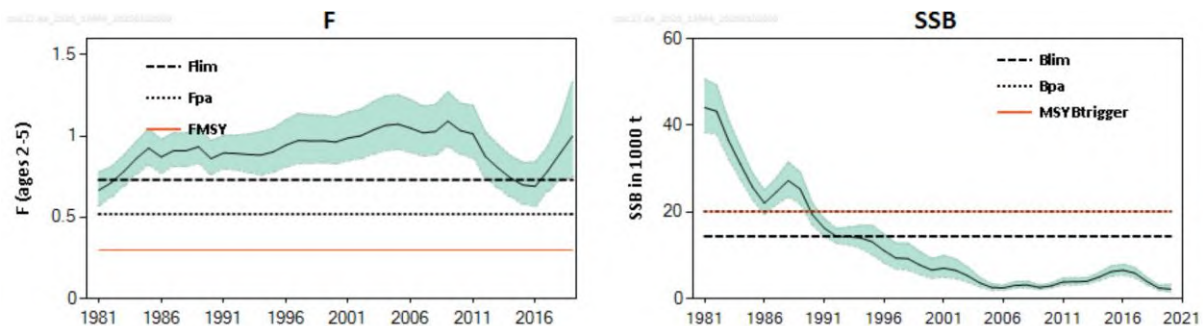 F
1.5
1
0.5
0
F (ages 2-5)
Flim
Fpa
FMSY
1981 1986 1991 1996 2001 2006 2011 2016
SSB
60
40
20
0
SSB in 1000 t
Blim
Bpa
MSYBtrigger
1981 1986 1991 1996 2001 2006 2011 2016 2021